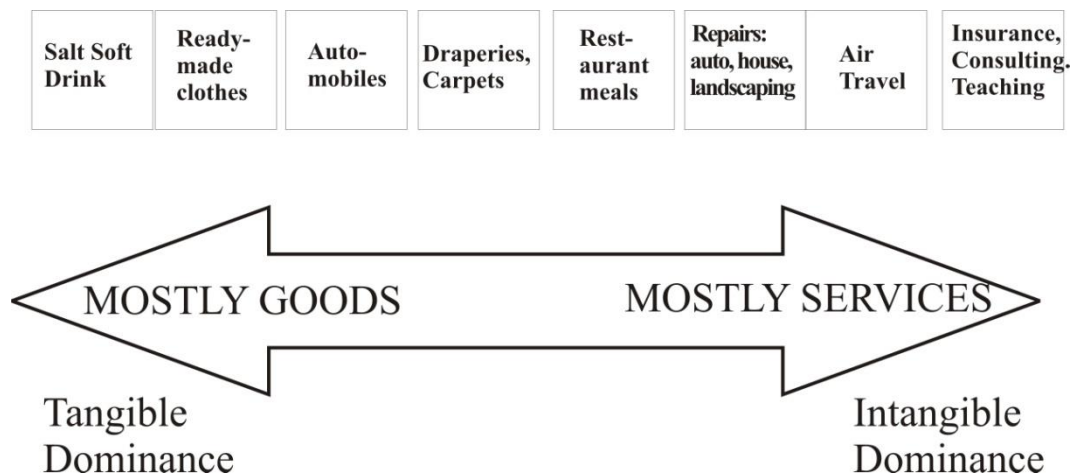 Salt Soft
Drink
Ready-
made
clothes
Auto-
mobiles
Draperies,
Carpets
Rest-
aurant
meals
Repairs:
auto, house,
landscaping
Air
Travel
Insurance,
Consulting.
Teaching
MOSTLY GOODS
MOSTLY SERVICES
Tangible
Dominance
Intangible
Dominance